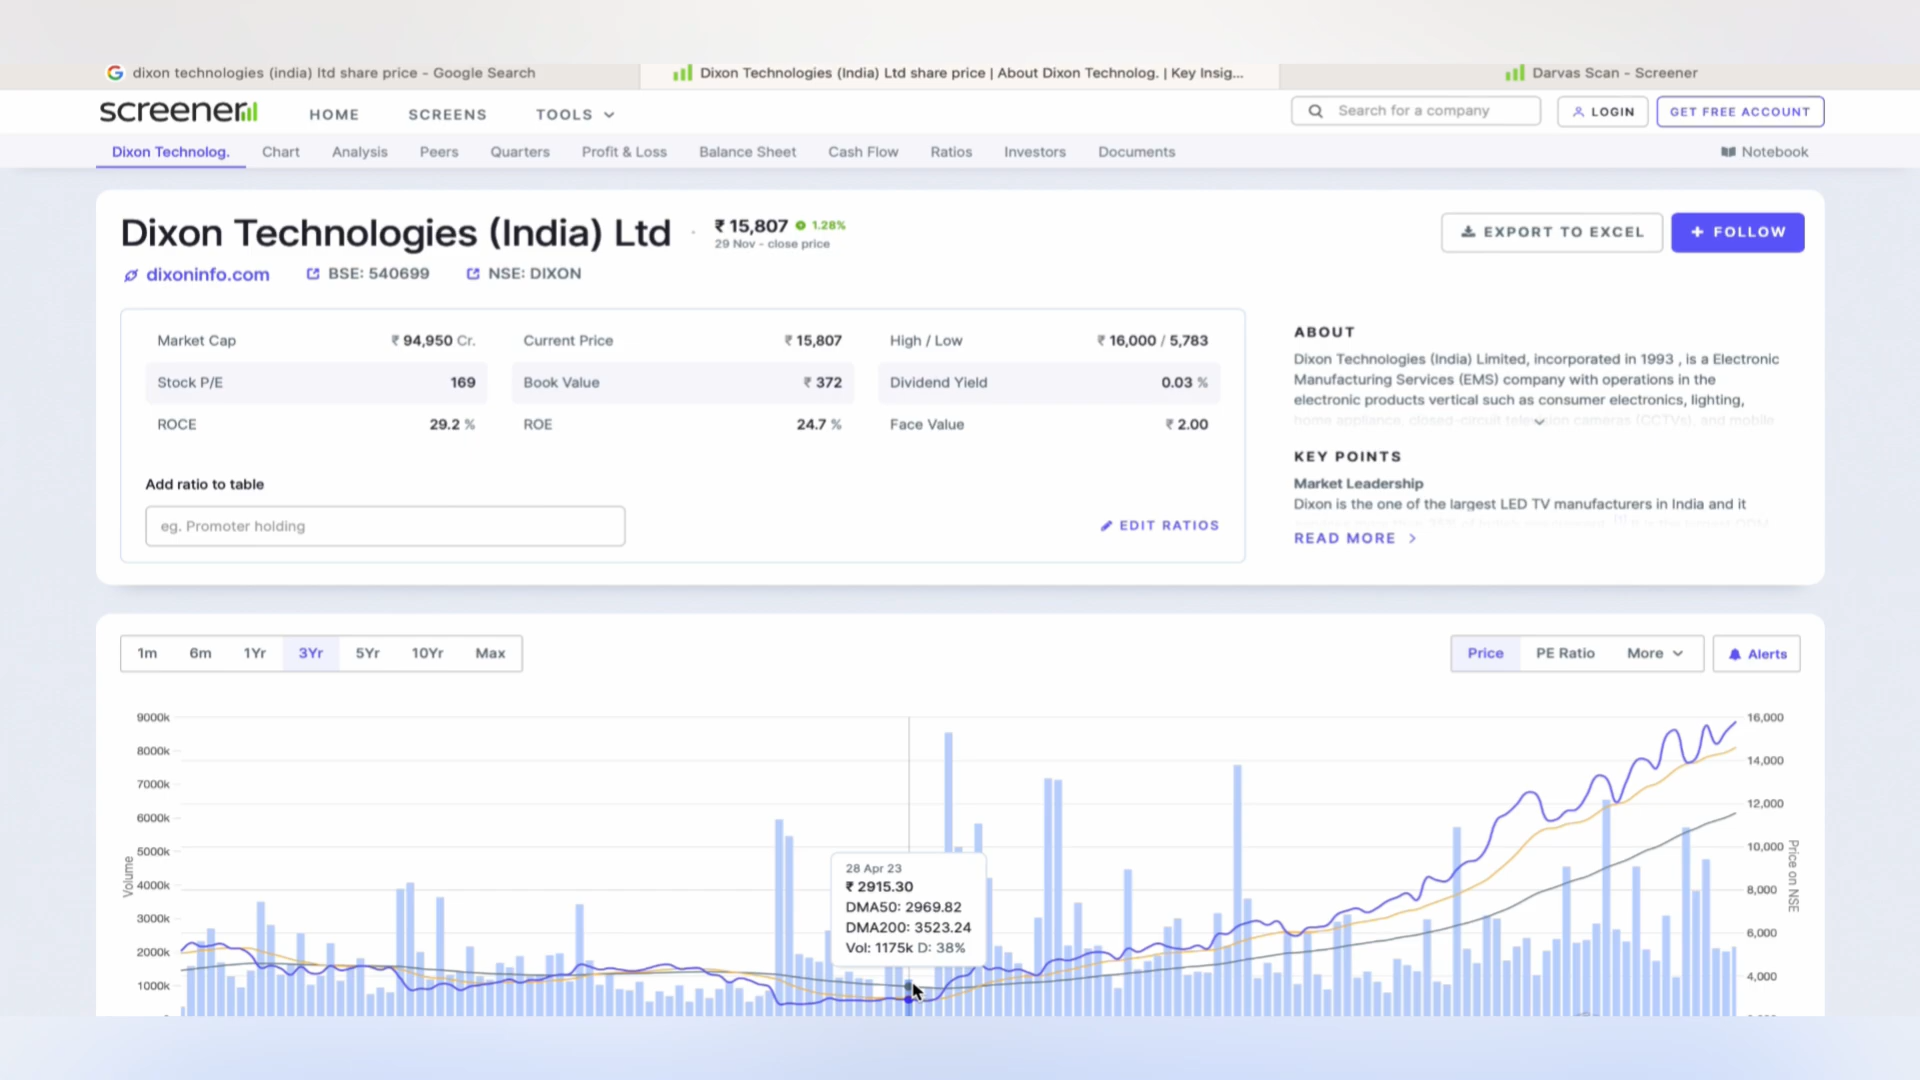 dixon technologies (india) ltd share price - Google Search
Dixon Technologies (India) Ltd share price | About Dixon Technolog. | Key Insig...
Darvas Scan - Screener
screener
HOME
SCREENS
TOOLS
Search for a company
LOGIN
GET FREE ACCOUNT
Dixon Technolog.
Chart
Analysis
Peers
Quarters
Profit & Loss
Balance Sheet
Cash Flow
Ratios
Investors
Documents
Notebook
Dixon Technologies (India) Ltd
₹ 15,807 1.28%
29 Nov - close price
EXPORT TO EXCEL
+ FOLLOW
dixoninfo.com
BSE: 540699
NSE: DIXON
Market Cap ₹ 94,950 Cr.
Current Price ₹ 15,807
High / Low ₹ 16,000 / 5,783
Stock P/E 169
Book Value ₹ 372
Dividend Yield 0.03 %
ROCE 29.2 %
ROE 24.7 %
Face Value ₹ 2.00
Add ratio to table
eg. Promoter holding
EDIT RATIOS
ABOUT
Dixon Technologies (India) Limited, incorporated in 1993 , is a Electronic
Manufacturing Services (EMS) company with operations in the
electronic products vertical such as consumer electronics, lighting,
home appliance, closed-circuit television cameras (CCTVs), and mobile
KEY POINTS
Market Leadership
Dixon is the one of the largest LED TV manufacturers in India and it
READ MORE
1m
6m
1Yr
3Yr
5Yr
10Yr
Max
Price
PE Ratio
More
Alerts
9000k
8000k
7000k
6000k
5000k
4000k
3000k
2000k
1000k
Volume
28 Apr 23
₹ 2915.30
DMA50: 2969.82
DMA200: 3523.24
Vol: 1175k D: 38%
16,000
14,000
12,000
10,000
8,000
6,000
4,000
Price on NSE